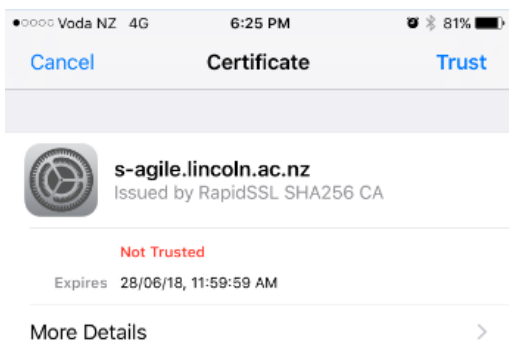 Voda NZ 4G 6:25 PM 81%
Cancel Certificate Trust
s-agile.lincoln.ac.nz
Issued by RapidSSL SHA256 CA
Not Trusted
Expires 28/06/18, 11:59:59 AM
More Details